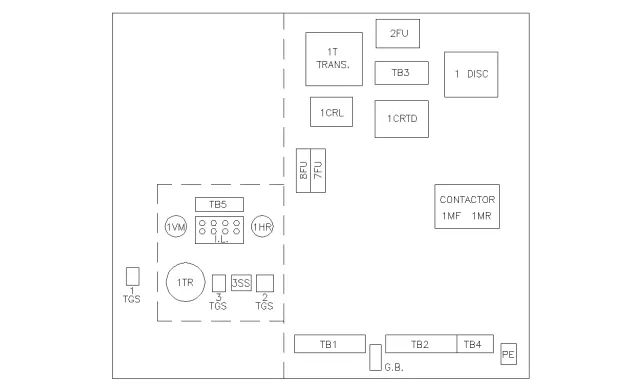 2FU
1T
TRANS.
TB3
1 DISC
1CRL
1CRTD
8FU
7FU
CONTACTOR
1MF 1MR
TB5
1VM
1HR
I.L.
1TR
3SS
1
TGS
3
TGS
2
TGS
TB1
TB2
TB4
PE
G.B.